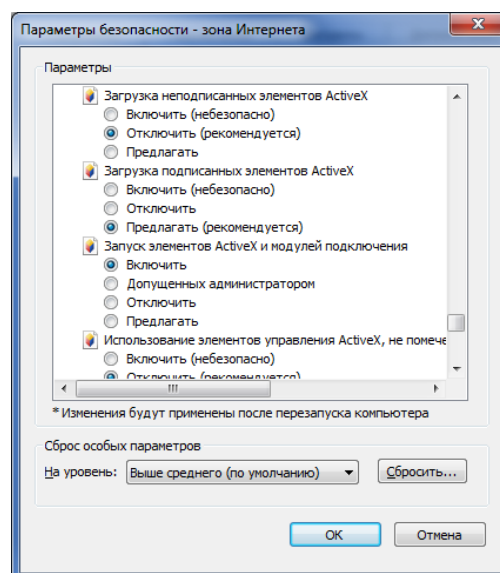 Параметры безопасности - зона Интернета
Параметры
Загрузка неподписанных элементов ActiveX
Включить (небезопасно)
Отключить (рекомендуется)
Предлагать
Загрузка подписанных элементов ActiveX
Включить (небезопасно)
Отключить
Предлагать (рекомендуется)
Запуск элементов ActiveX и модулей подключения
Включить
Допущенных администратором
Отключить
Предлагать
Использование элементов управления ActiveX, не помече
Включить (небезопасно)
Отключить (рекомендуется)
* Изменения будут применены после перезапуска компьютера
Сброс особых параметров
На уровень: Выше среднего (по умолчанию) Сбросить...
ОК Отмена